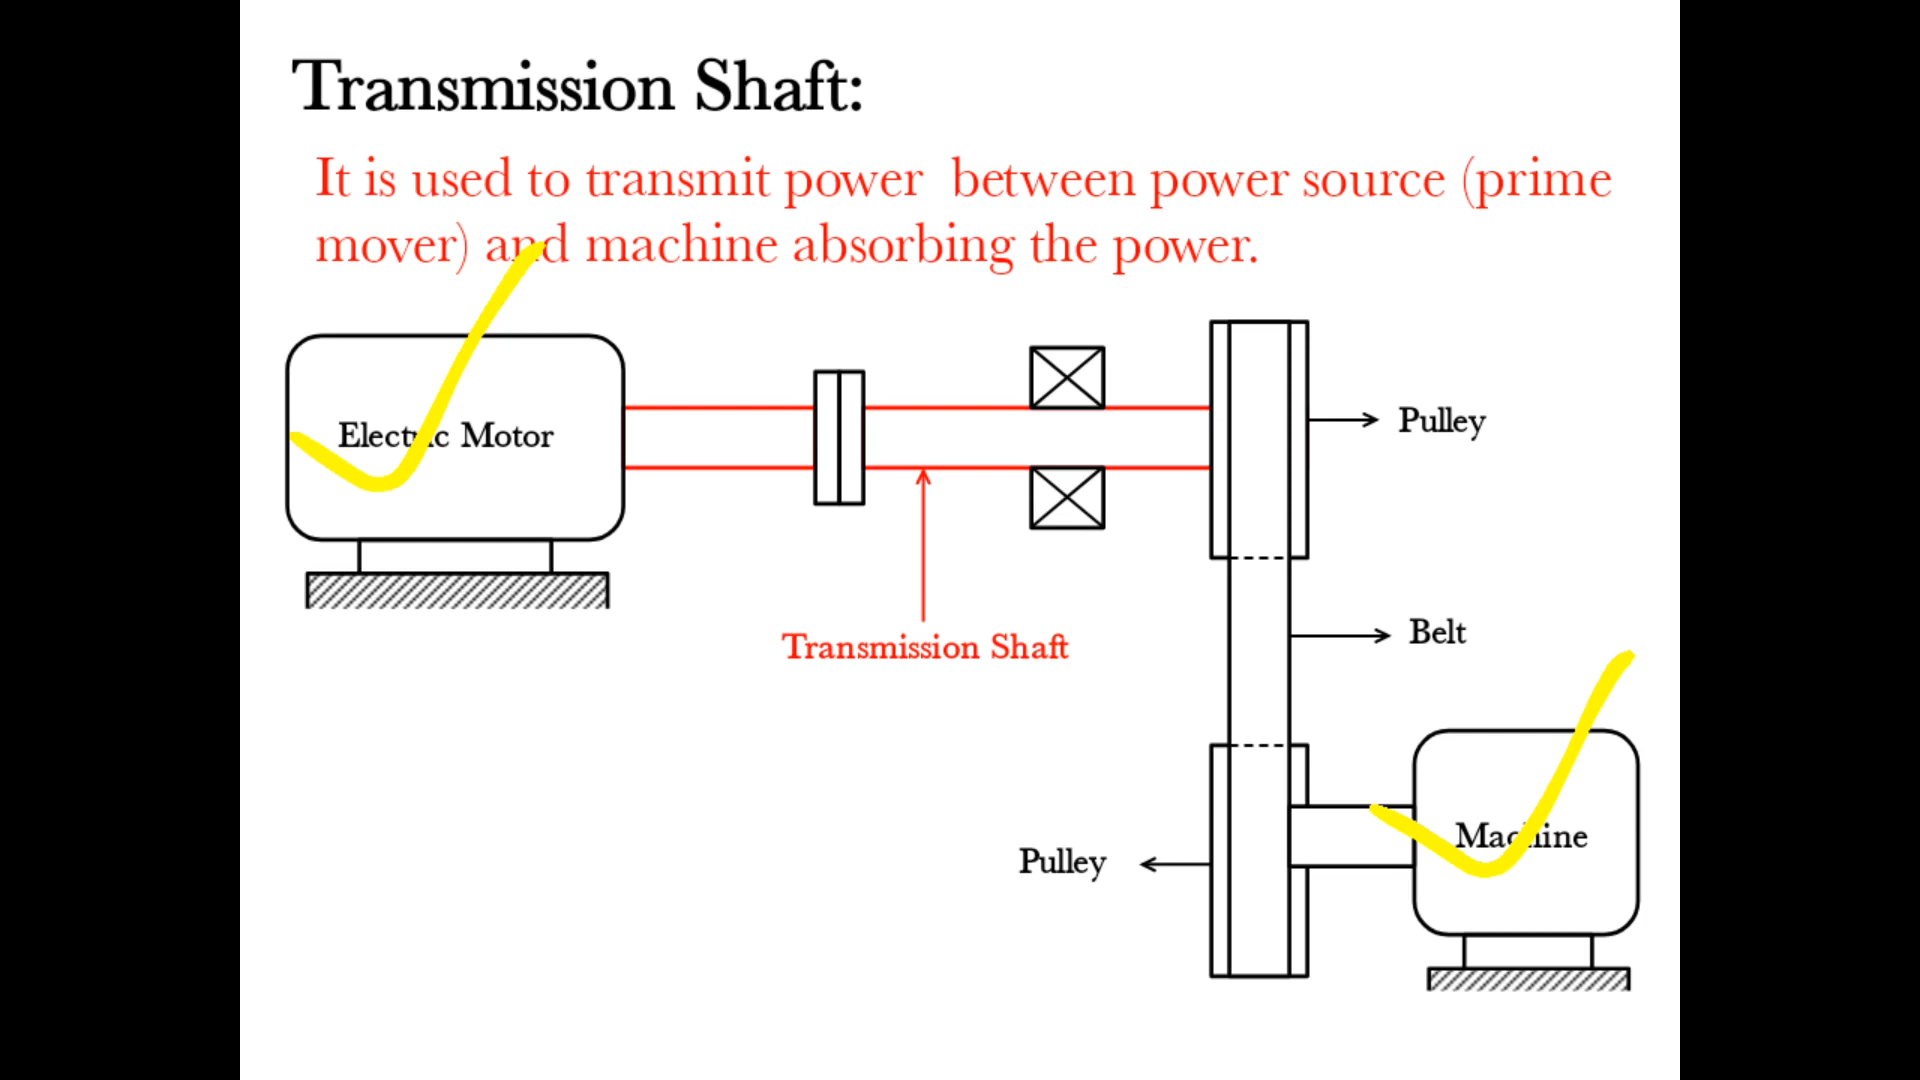 Transmission Shaft:
It is used to transmit power between power source (prime
mover) and machine absorbing the power.
Electric Motor
Pulley
Transmission Shaft
Belt
Machine
Pulley